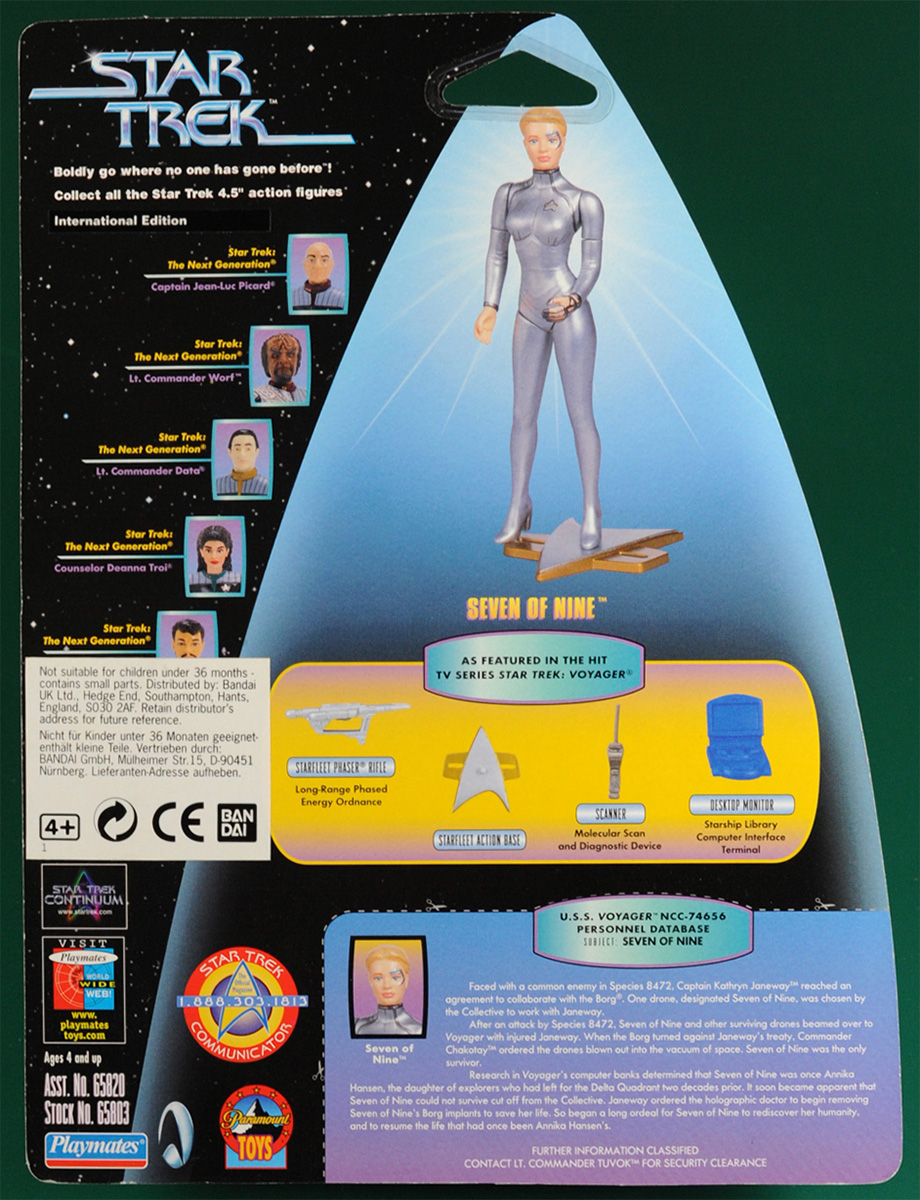 STAR
TREK™
Boldly go where no one has gone before™!
Collect all the Star Trek 4.5" action figures
International Edition
Star Trek:
The Next Generation®
Captain Jean-Luc Picard®
Star Trek:
The Next Generation®
Lt. Commander Worf™
Star Trek:
The Next Generation®
Lt. Commander Data®
Star Trek:
The Next Generation®
Counselor Deanna Troi®
Star Trek:
The Next Generation®
SEVEN OF NINE™
AS FEATURED IN THE HIT
TV SERIES STAR TREK: VOYAGER®
STARFLEET PHASER® RIFLE
Long-Range Phased
Energy Ordnance
STARFLEET ACTION BASE
SCANNER
Molecular Scan
and Diagnostic Device
DESKTOP MONITOR
Starship Library
Computer Interface
Terminal
Not suitable for children under 36 months -
contains small parts. Distributed by: Bandai
UK Ltd., Hedge End, Southampton, Hants,
England, SO30 2AF. Retain distributor's
address for future reference.
Nicht für Kinder unter 36 Monaten geeignet-
enthält kleine Teile. Vertrieben durch:
BANDAI GmbH, Mülheimer Str.15, D-90451
Nürnberg. Lieferanten-Adresse aufheben.
4+
CE
BAN
DAI
1
STAR TREK
CONTINUUM
www.startrek.com
VISIT
Playmates
WORLD
WIDE
WEB!
www.
playmates
toys.com
Ages 4 and up
ASST. NO. 65820
STOCK NO. 65803
Playmates®
STAR TREK
1.888.303.1813
COMMUNICATOR
Paramount
TOYS
U.S.S. VOYAGER™ NCC-74656
PERSONNEL DATABASE
SUBJECT: SEVEN OF NINE
Seven of
Nine™
Faced with a common enemy in Species 8472, Captain Kathryn Janeway™ reached an
agreement to collaborate with the Borg®. One drone, designated Seven of Nine, was chosen by
the Collective to work with Janeway.
After an attack by Species 8472, Seven of Nine and other surviving drones beamed over to
Voyager with injured Janeway. When the Borg turned against Janeway's treaty, Commander
Chakotay™ ordered the drones blown out into the vacuum of space. Seven of Nine was the only
survivor.
Research in Voyager's computer banks determined that Seven of Nine was once Annika
Hansen, the daughter of explorers who had left for the Delta Quadrant two decades prior. It soon became apparent that
Seven of Nine could not survive cut off from the Collective. Janeway ordered the holographic doctor to begin removing
Seven of Nine's Borg implants to save her life. So began a long ordeal for Seven of Nine to rediscover her humanity,
and to resume the life that had once been Annika Hansen's.
FURTHER INFORMATION CLASSIFIED
CONTACT LT. COMMANDER TUVOK™ FOR SECURITY CLEARANCE